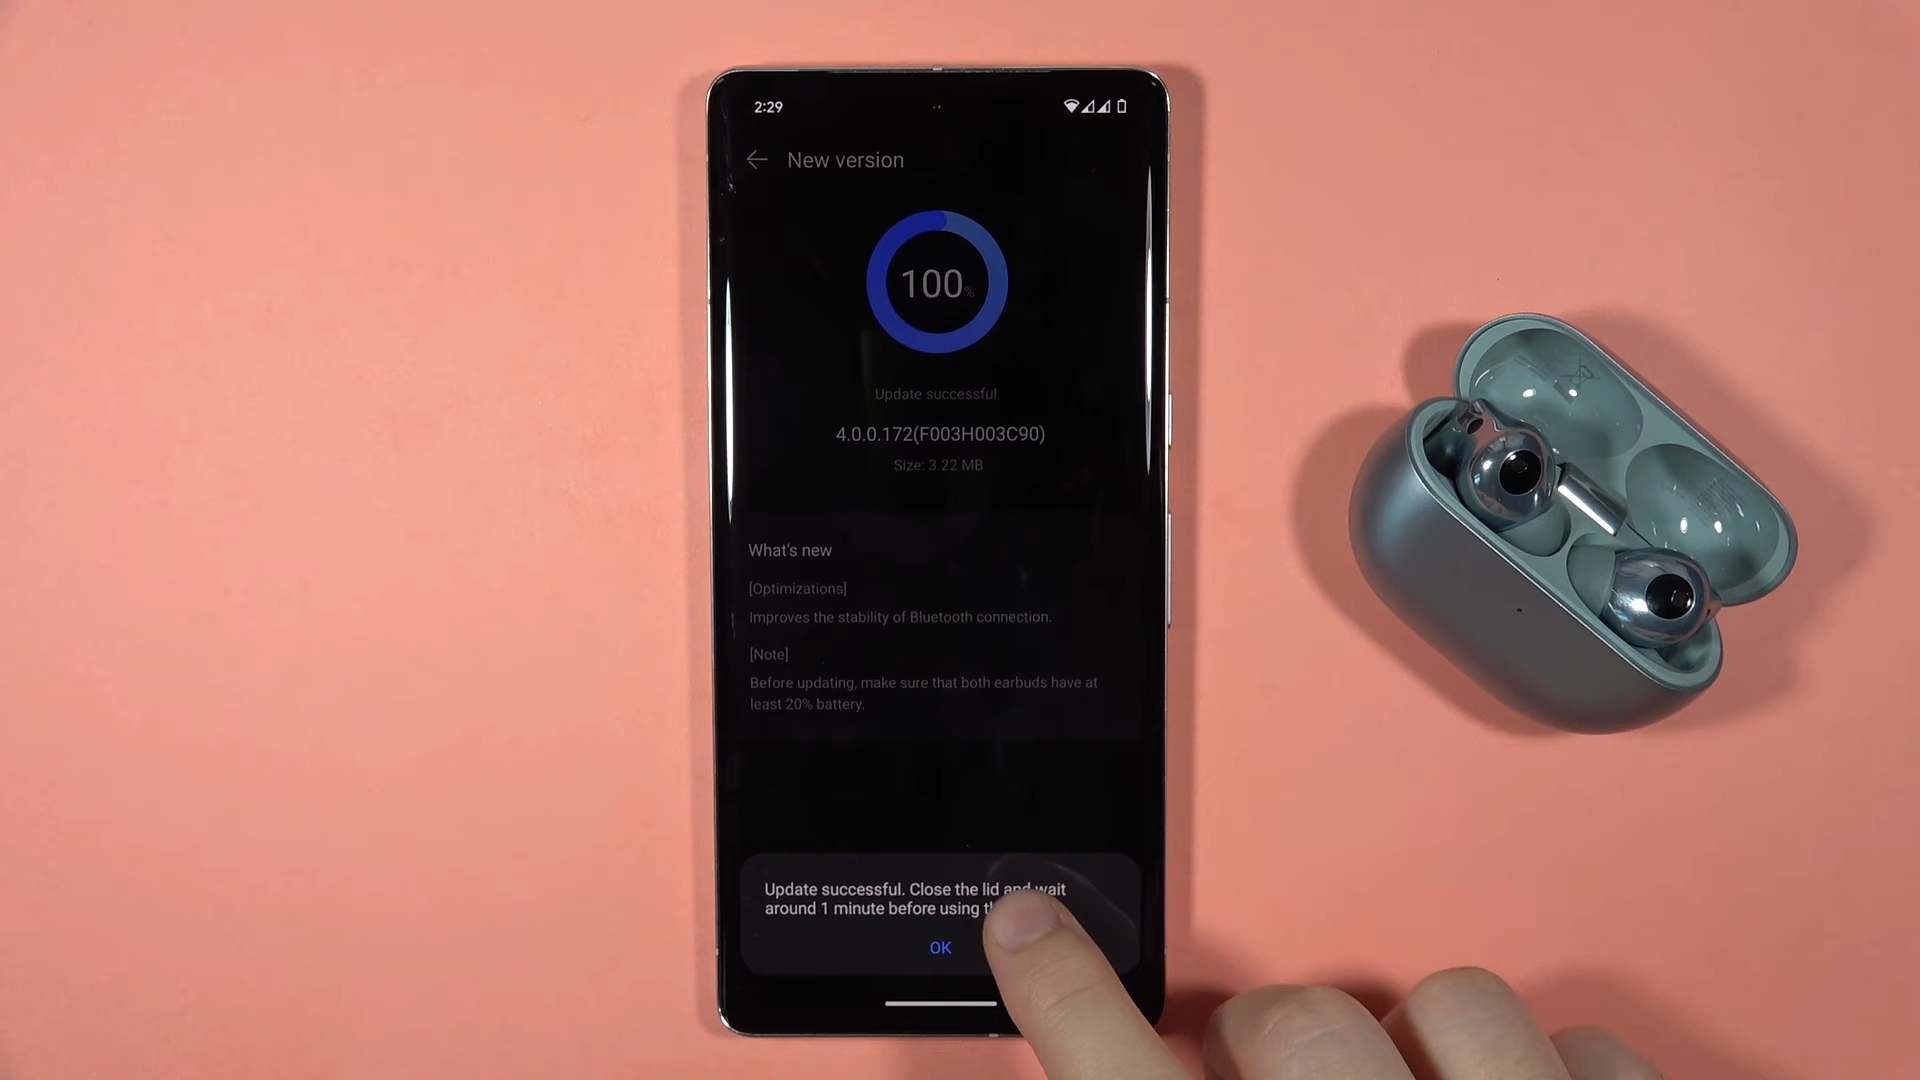 2:29
New version
100%
Update successful.
4.0.0.172(F003H003C90)
Size: 3.22 MB
What's new
[Optimizations]
Improves the stability of Bluetooth connection.
[Note]
Before updating, make sure that both earbuds have at
least 20% battery.
Update successful. Close the lid and wait
around 1 minute before using
OK